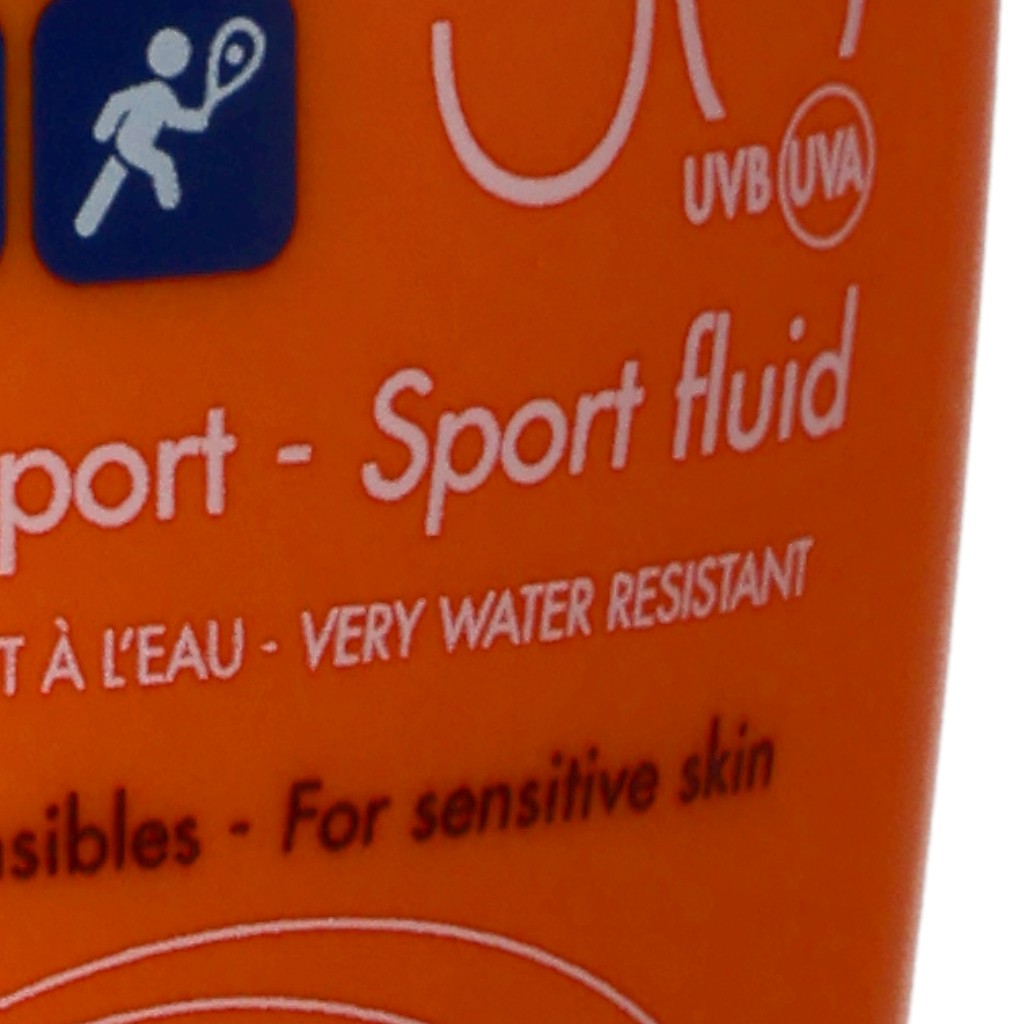 UVB UVA
port - Sport fluid
T À L'EAU - VERY WATER RESISTANT
sibles - For sensitive skin